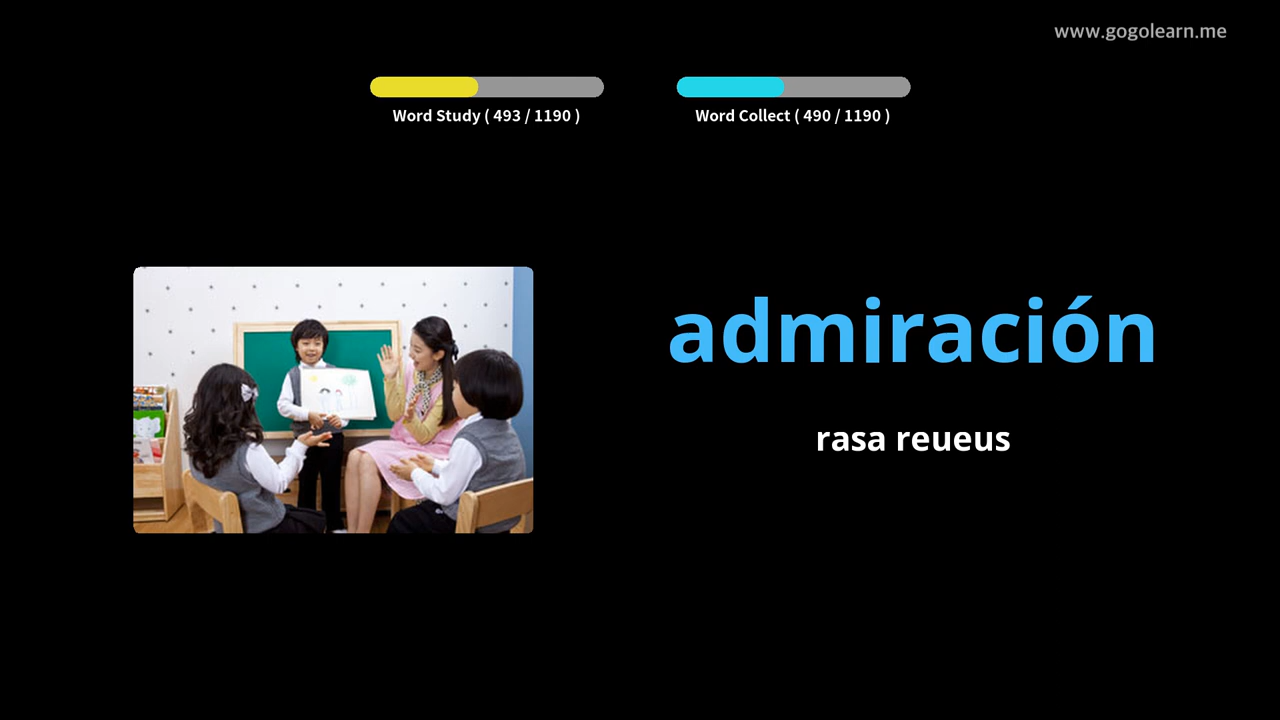 www.gogolearn.me
Word Study ( 493 / 1190 )
Word Collect ( 490 / 1190 )
admiración
rasa reueus